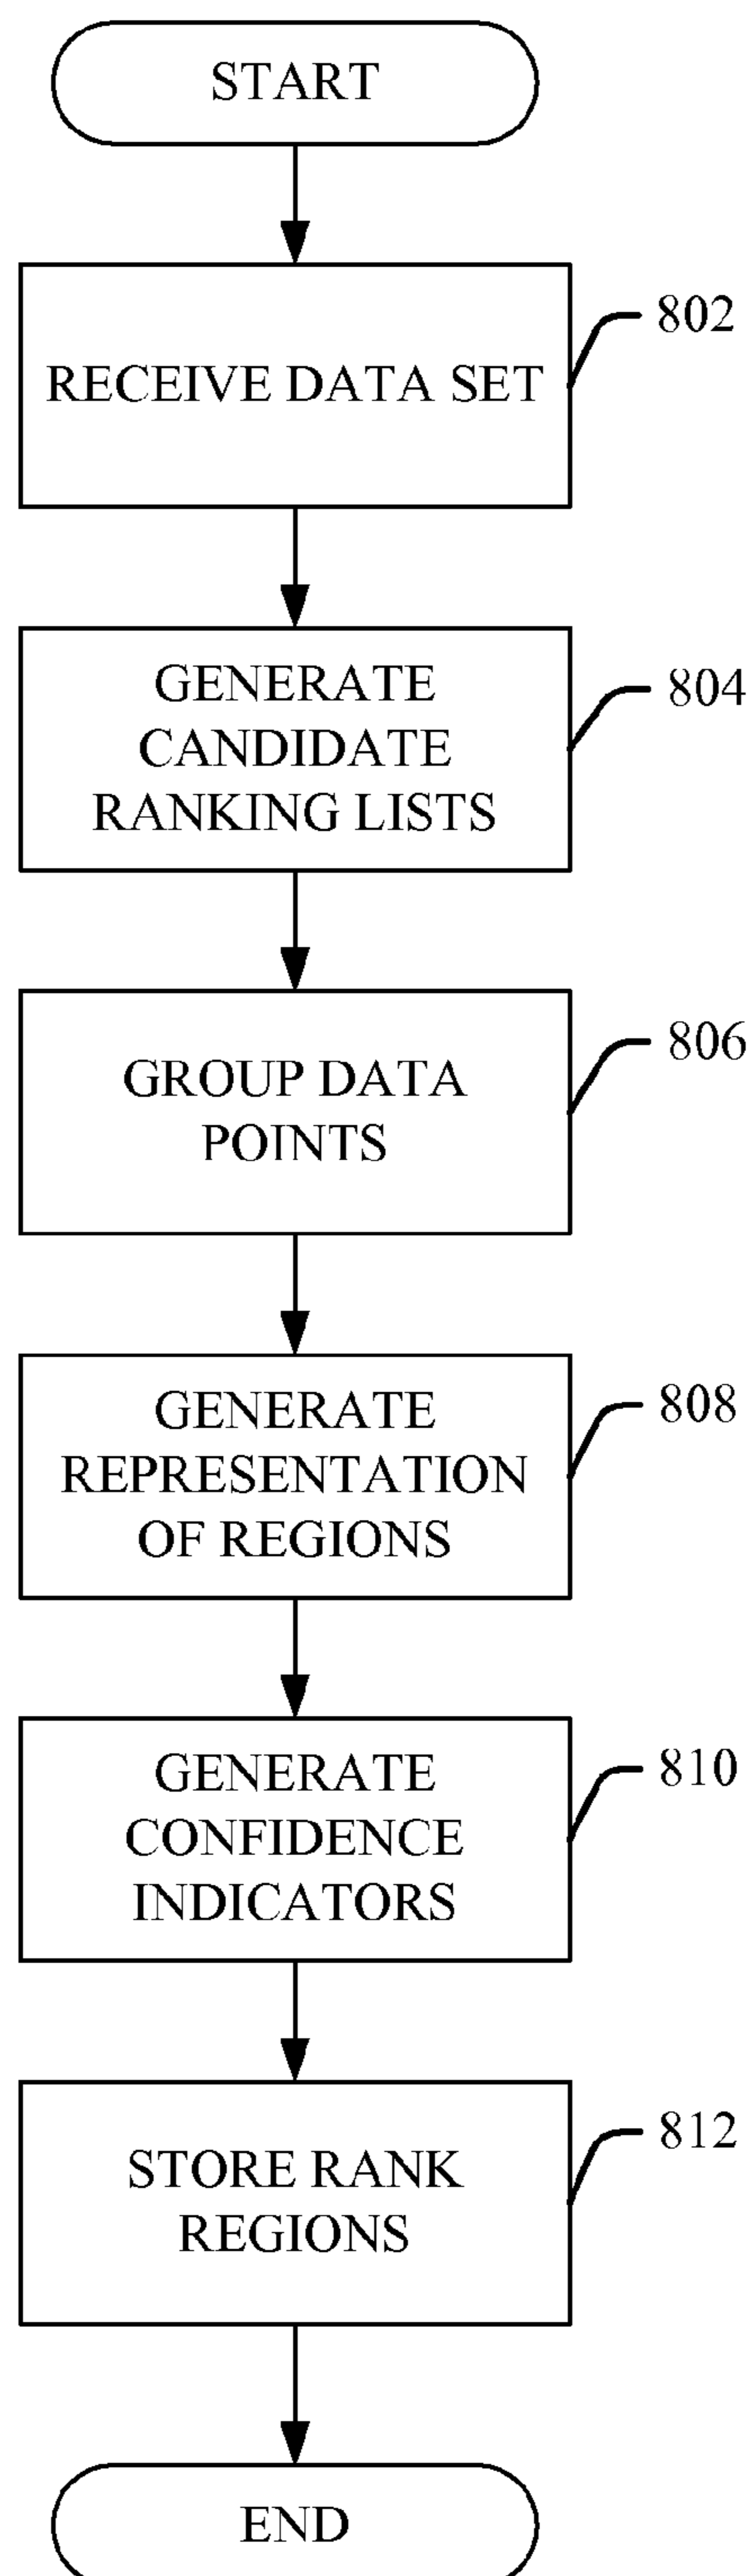 START
RECEIVE DATA SET
802
GENERATE
CANDIDATE
RANKING LISTS
804
GROUP DATA
POINTS
806
GENERATE
REPRESENTATION
OF REGIONS
808
GENERATE
CONFIDENCE
INDICATORS
810
STORE RANK
REGIONS
812
END